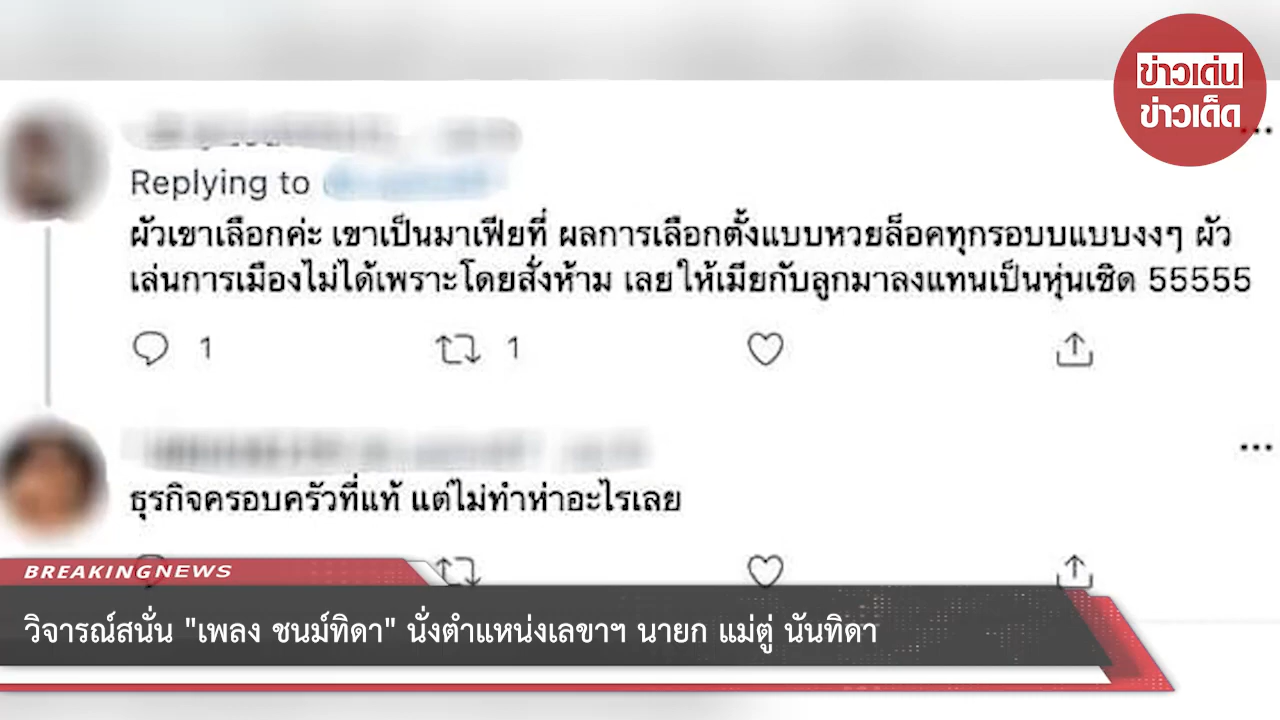 ข่าวเด่น
ข่าวเด็ด
Replying to
ผัวเขาเลือกค่ะ เขาเป็นมาเฟียที่ ผลการเลือกตั้งแบบหวยล็อคทุกรอบบแบบงงๆ ผัว
เล่นการเมืองไม่ได้เพราะโดยสั่งห้าม เลยให้เมียกับลูกมาลงแทนเป็นหุ่นเชิด 55555
1 1
ธุรกิจครอบครัวที่แท้ แต่ไม่ทำห่าอะไรเลย
BREAKING NEWS
วิจารณ์สนั่น "เพลง ชนม์ทิดา" นั่งตำแหน่งเลขาฯ นายก แม่ตู่ นันทิดา